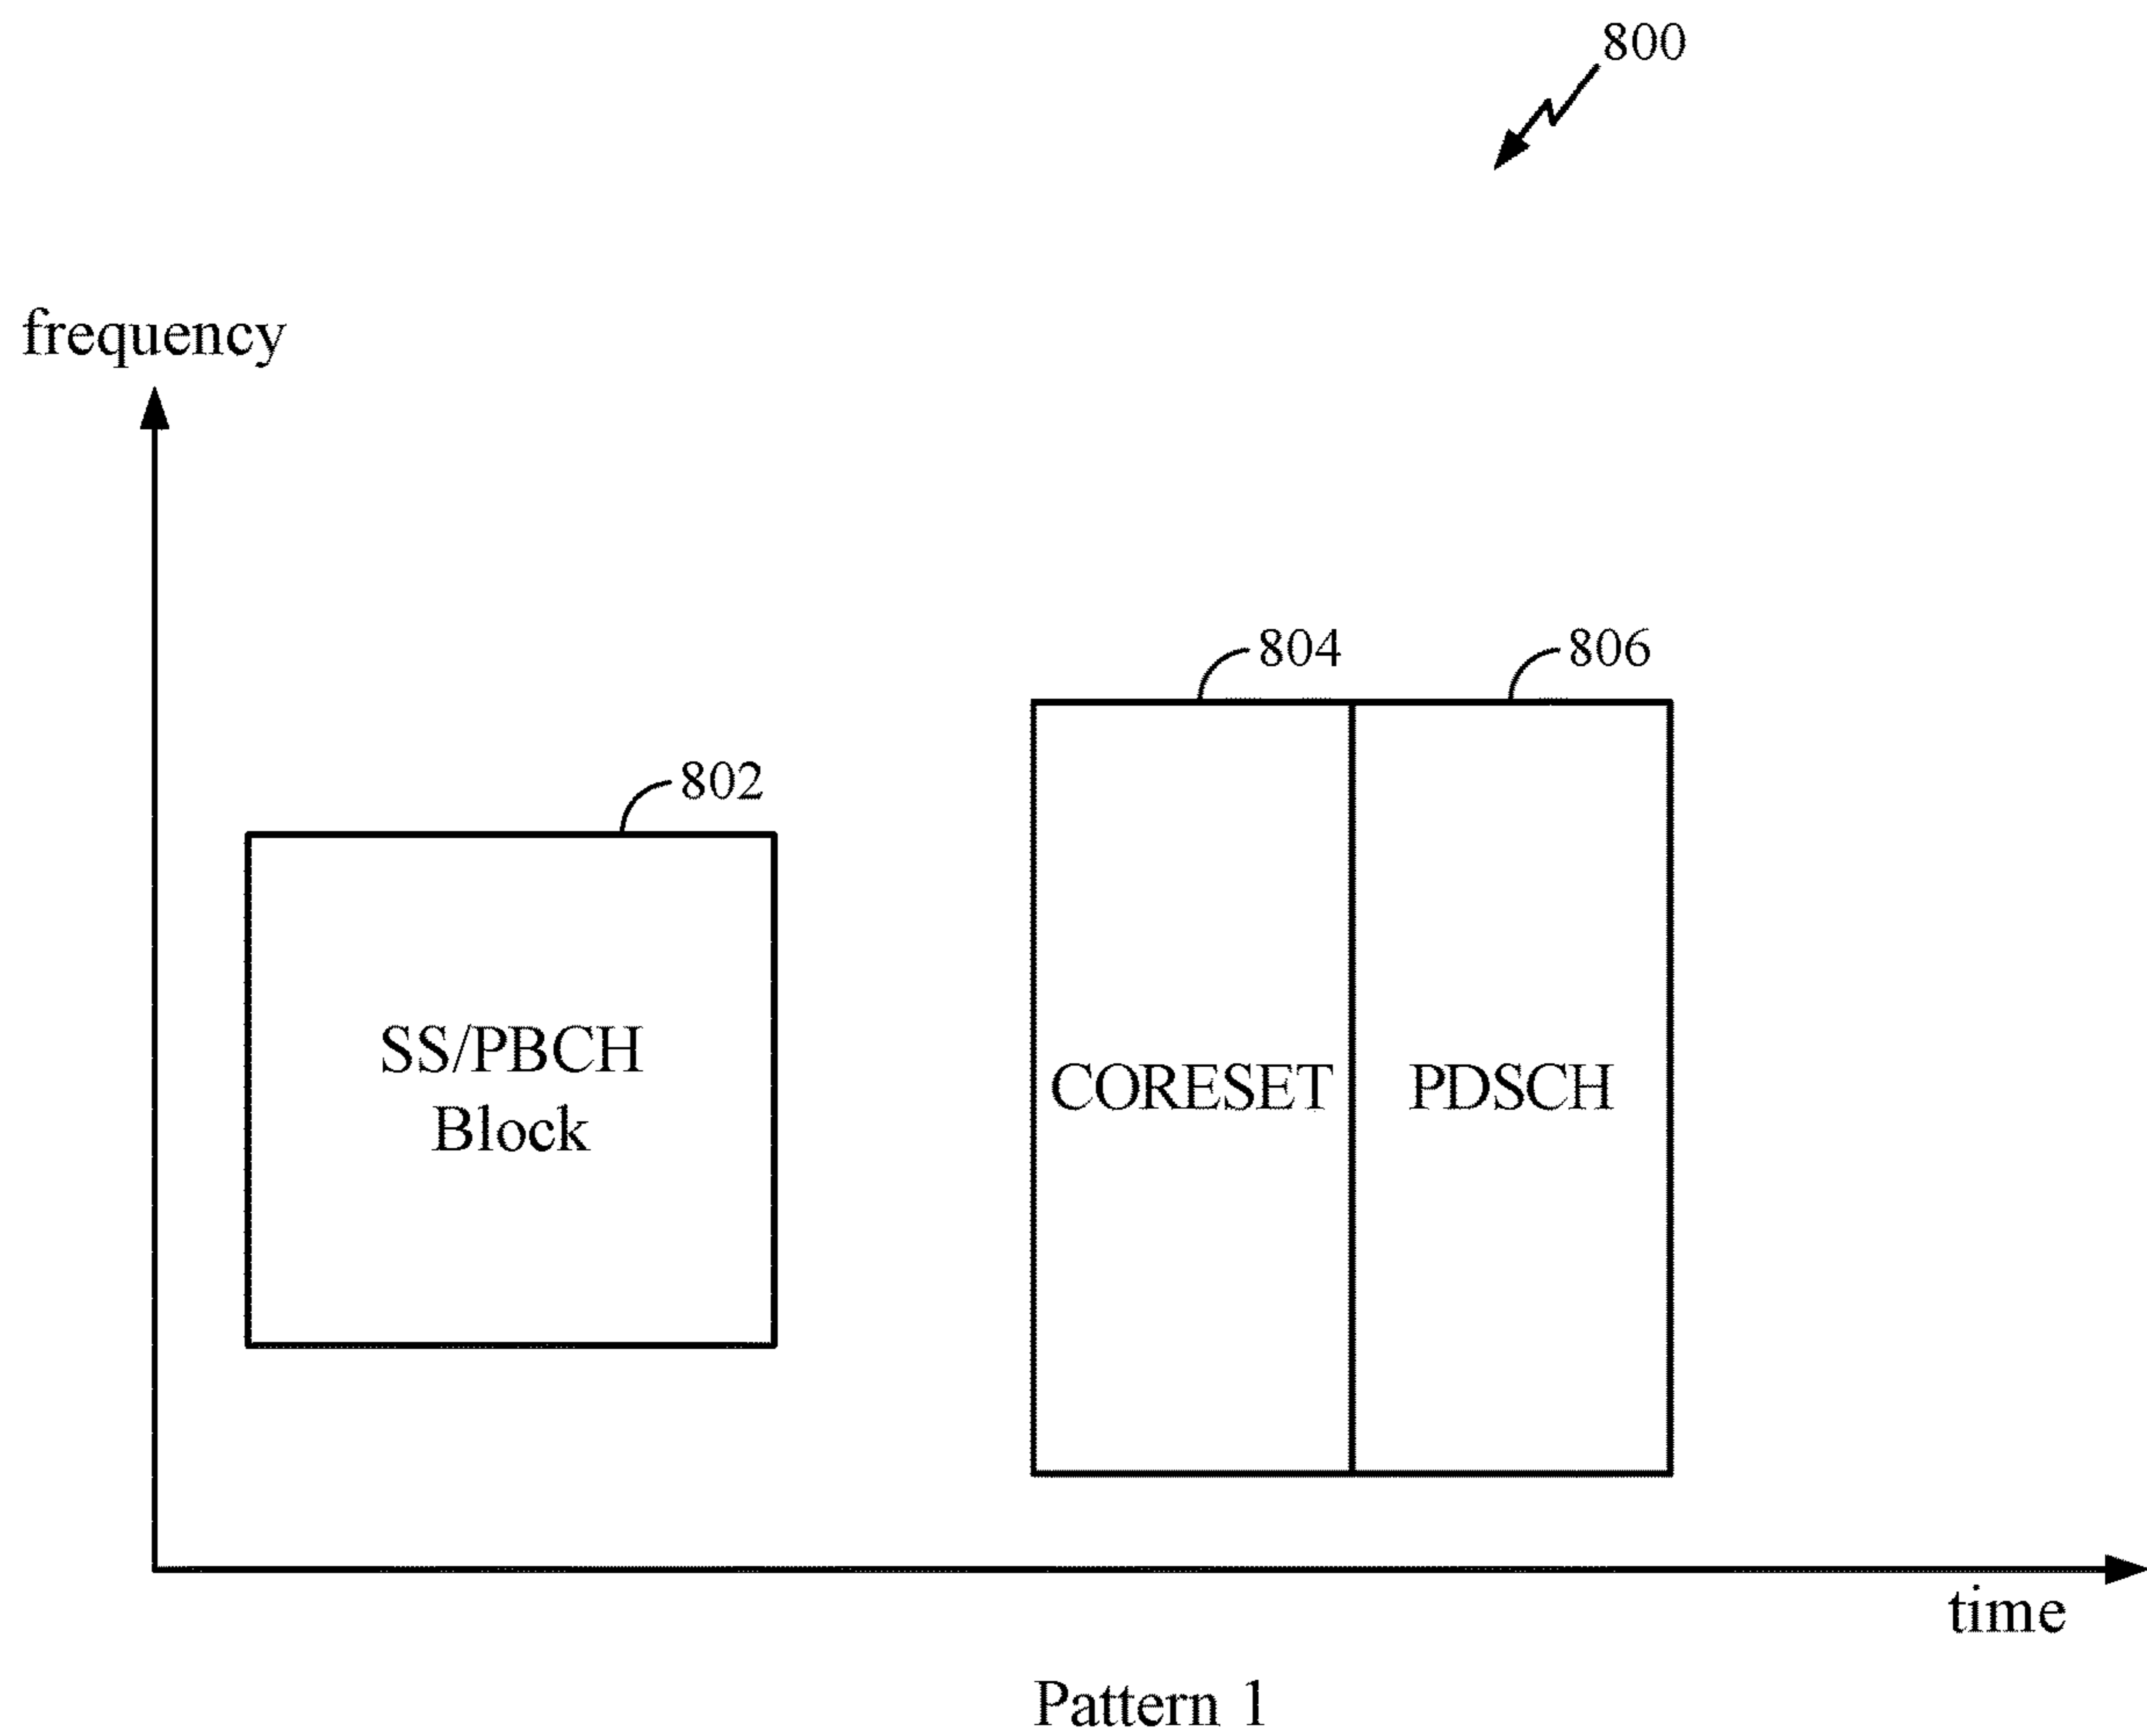 800
frequency
804
806
802
SS/PBCH
Block
CORESET
PDSCH
time
Pattern 1